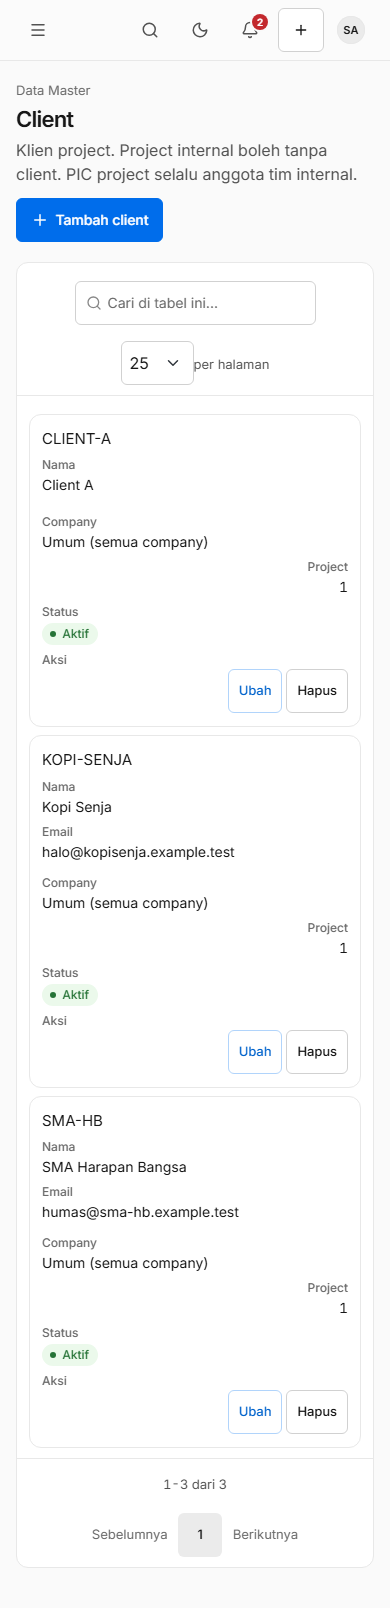 2
SA
Data Master
Client
Klien project. Project internal boleh tanpa
client. PIC project selalu anggota tim internal.
Tambah client
Cari di tabel ini...
25 per halaman
CLIENT-A
Nama
Client A
Company
Umum (semua company)
Project
1
Status
Aktif
Aksi
Ubah Hapus
KOPI-SENJA
Nama
Kopi Senja
Email
halo@kopisenja.example.test
Company
Umum (semua company)
Project
1
Status
Aktif
Aksi
Ubah Hapus
SMA-HB
Nama
SMA Harapan Bangsa
Email
humas@sma-hb.example.test
Company
Umum (semua company)
Project
1
Status
Aktif
Aksi
Ubah Hapus
1-3 dari 3
Sebelumnya 1 Berikutnya